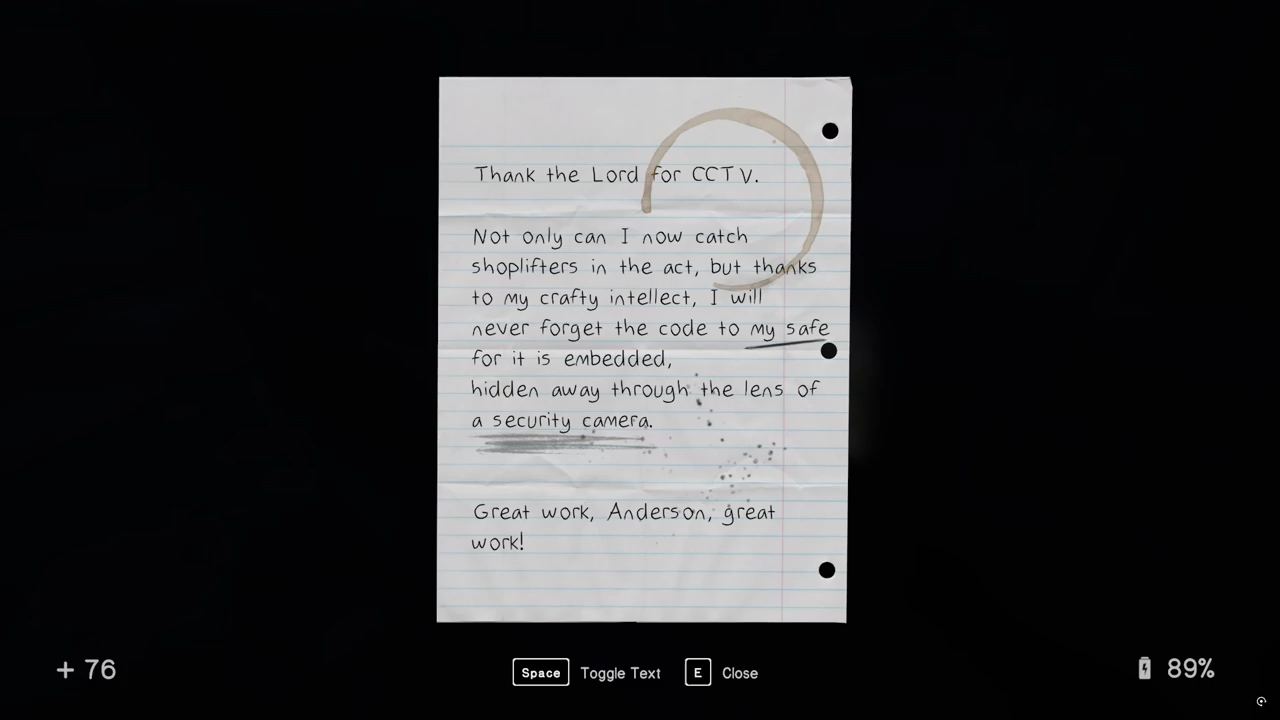 Thank the Lord for CCTV.
Not only can I now catch
shoplifters in the act, but thanks
to my crafty intellect, I will
never forget the code to my safe
for it is embedded,
hidden away through the lens of
a security camera.
Great work, Anderson, great
work!
+ 76
Space Toggle Text E Close
89%